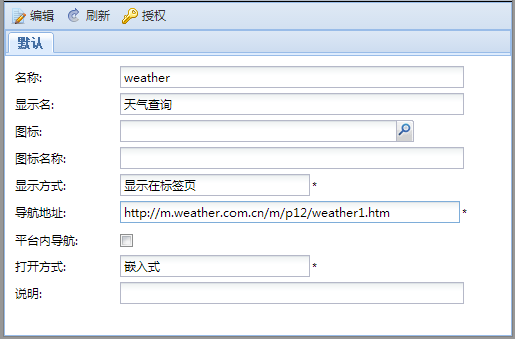 编辑 刷新 授权
默认
名称: weather
显示名: 天气查询
图标:
图标名称:
显示方式: 显示在标签页 *
导航地址: http://m.weather.com.cn/m/p12/weather1.htm *
平台内导航:
打开方式: 嵌入式 *
说明: